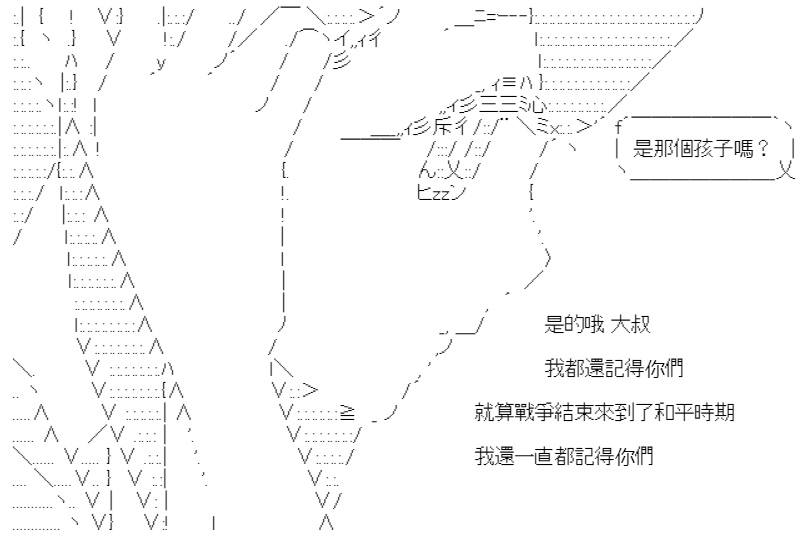 是那個孩子嗎？
是的哦 大叔
我都還記得你們
就算戰爭結束來到了和平時期
我還一直都記得你們